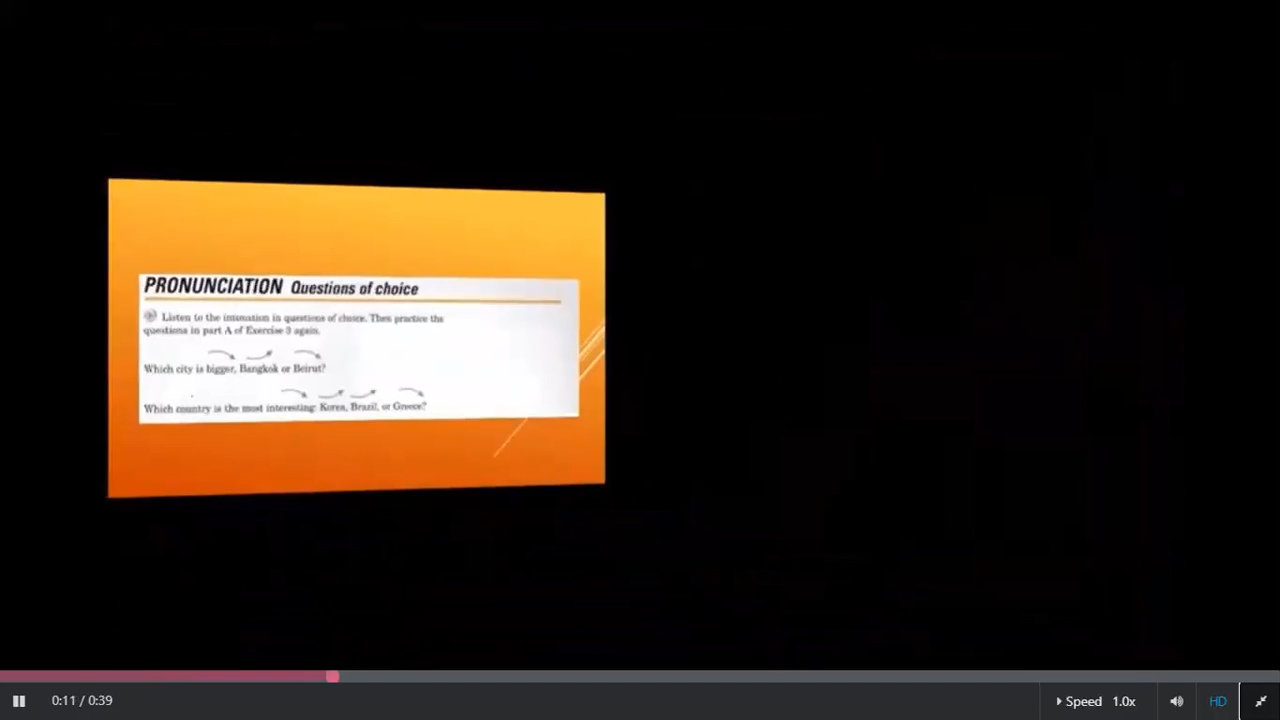 PRONUNCIATION Questions of choice
Listen to the intonation in questions of choice. Then practice the
questions in part A of Exercise 3 again.
Which city is bigger, Bangkok or Beirut?
Which country is the most interesting: Korea, Brazil, or Greece?
0:11 / 0:39
Speed 1.0x
HD